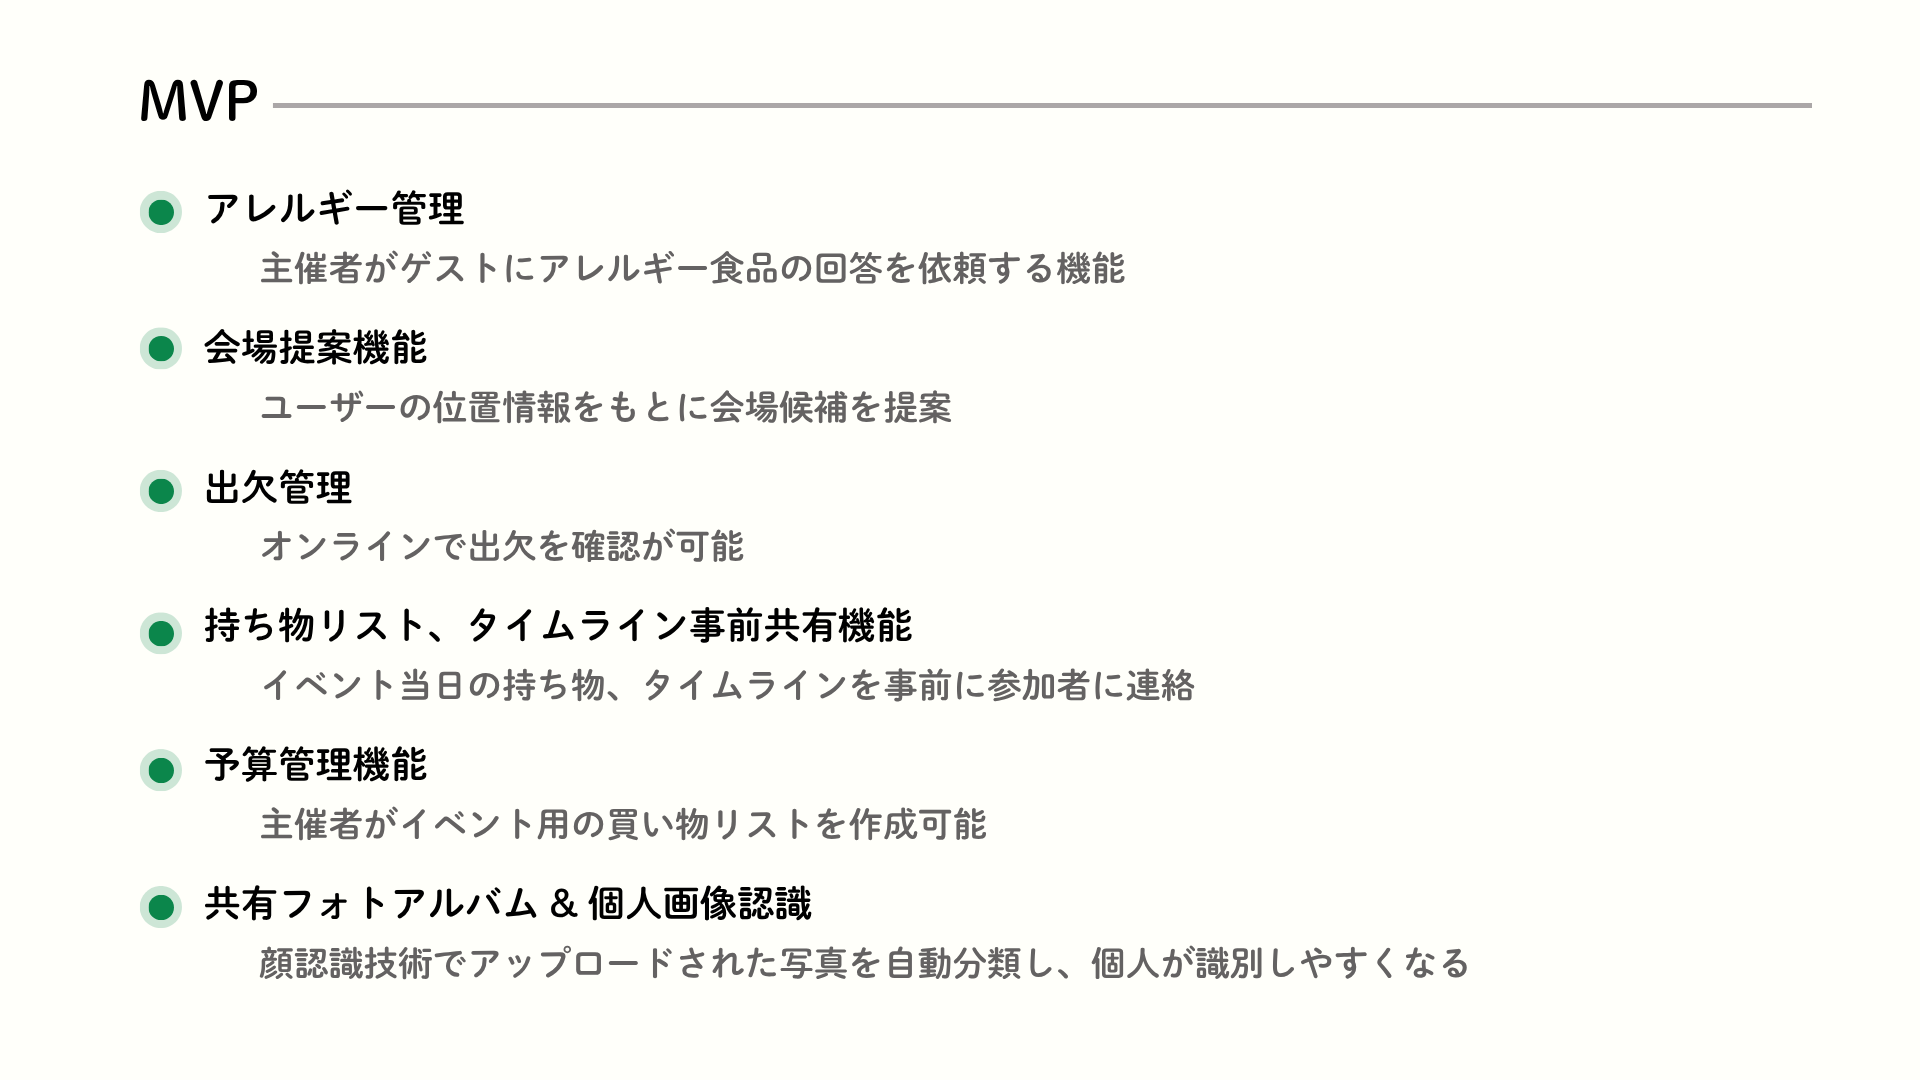 MVP
アレルギー管理
主催者がゲストにアレルギー食品の回答を依頼する機能
会場提案機能
ユーザーの位置情報をもとに会場候補を提案
出欠管理
オンラインで出欠を確認が可能
持ち物リスト、タイムライン事前共有機能
イベント当日の持ち物、タイムラインを事前に参加者に連絡
予算管理機能
主催者がイベント用の買い物リストを作成可能
共有フォトアルバム & 個人画像認識
顔認識技術でアップロードされた写真を自動分類し、個人が識別しやすくなる